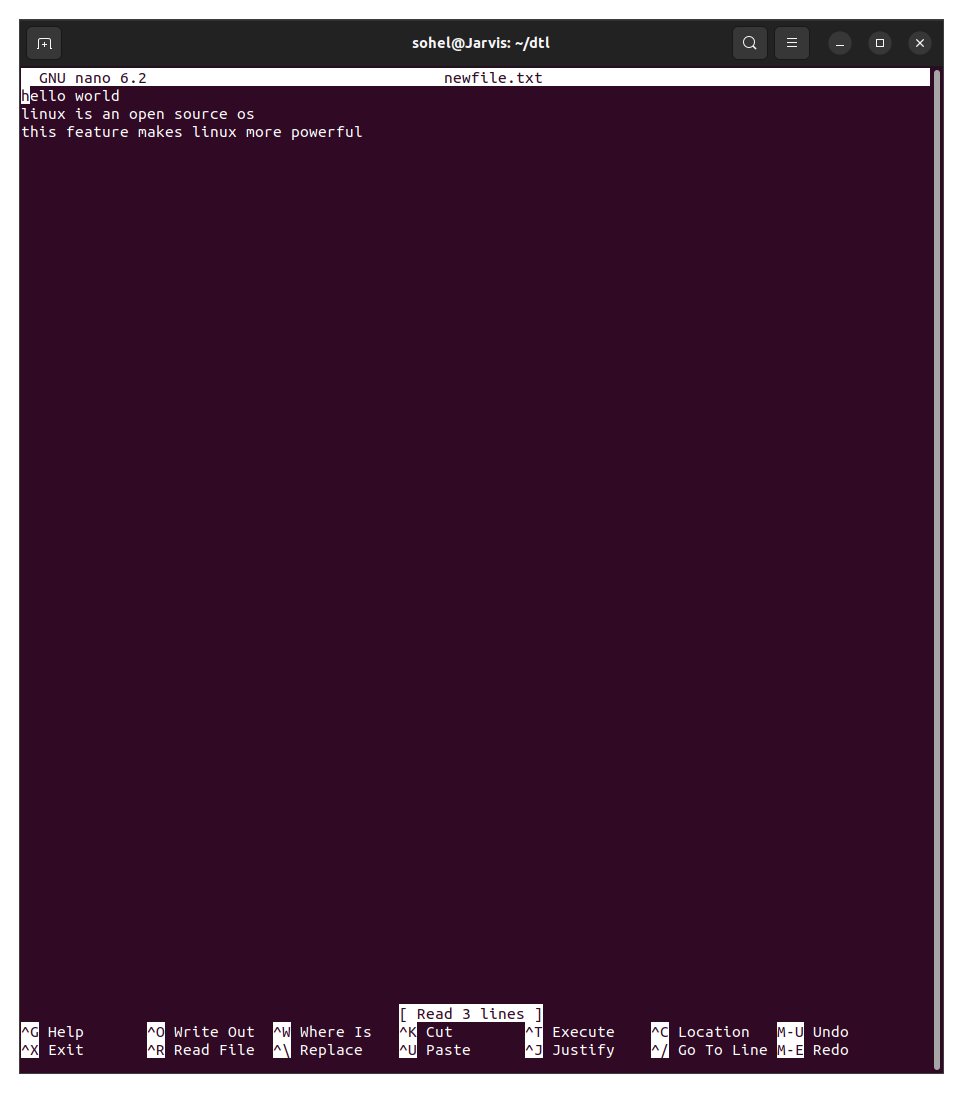 sohel@Jarvis: ~/dtl
GNU nano 6.2 newfile.txt
hello world
linux is an open source os
this feature makes linux more powerful
[ Read 3 lines ]
^G Help ^O Write Out ^W Where Is ^K Cut ^T Execute ^C Location M-U Undo
^X Exit ^R Read File ^\ Replace ^U Paste ^J Justify ^/ Go To Line M-E Redo